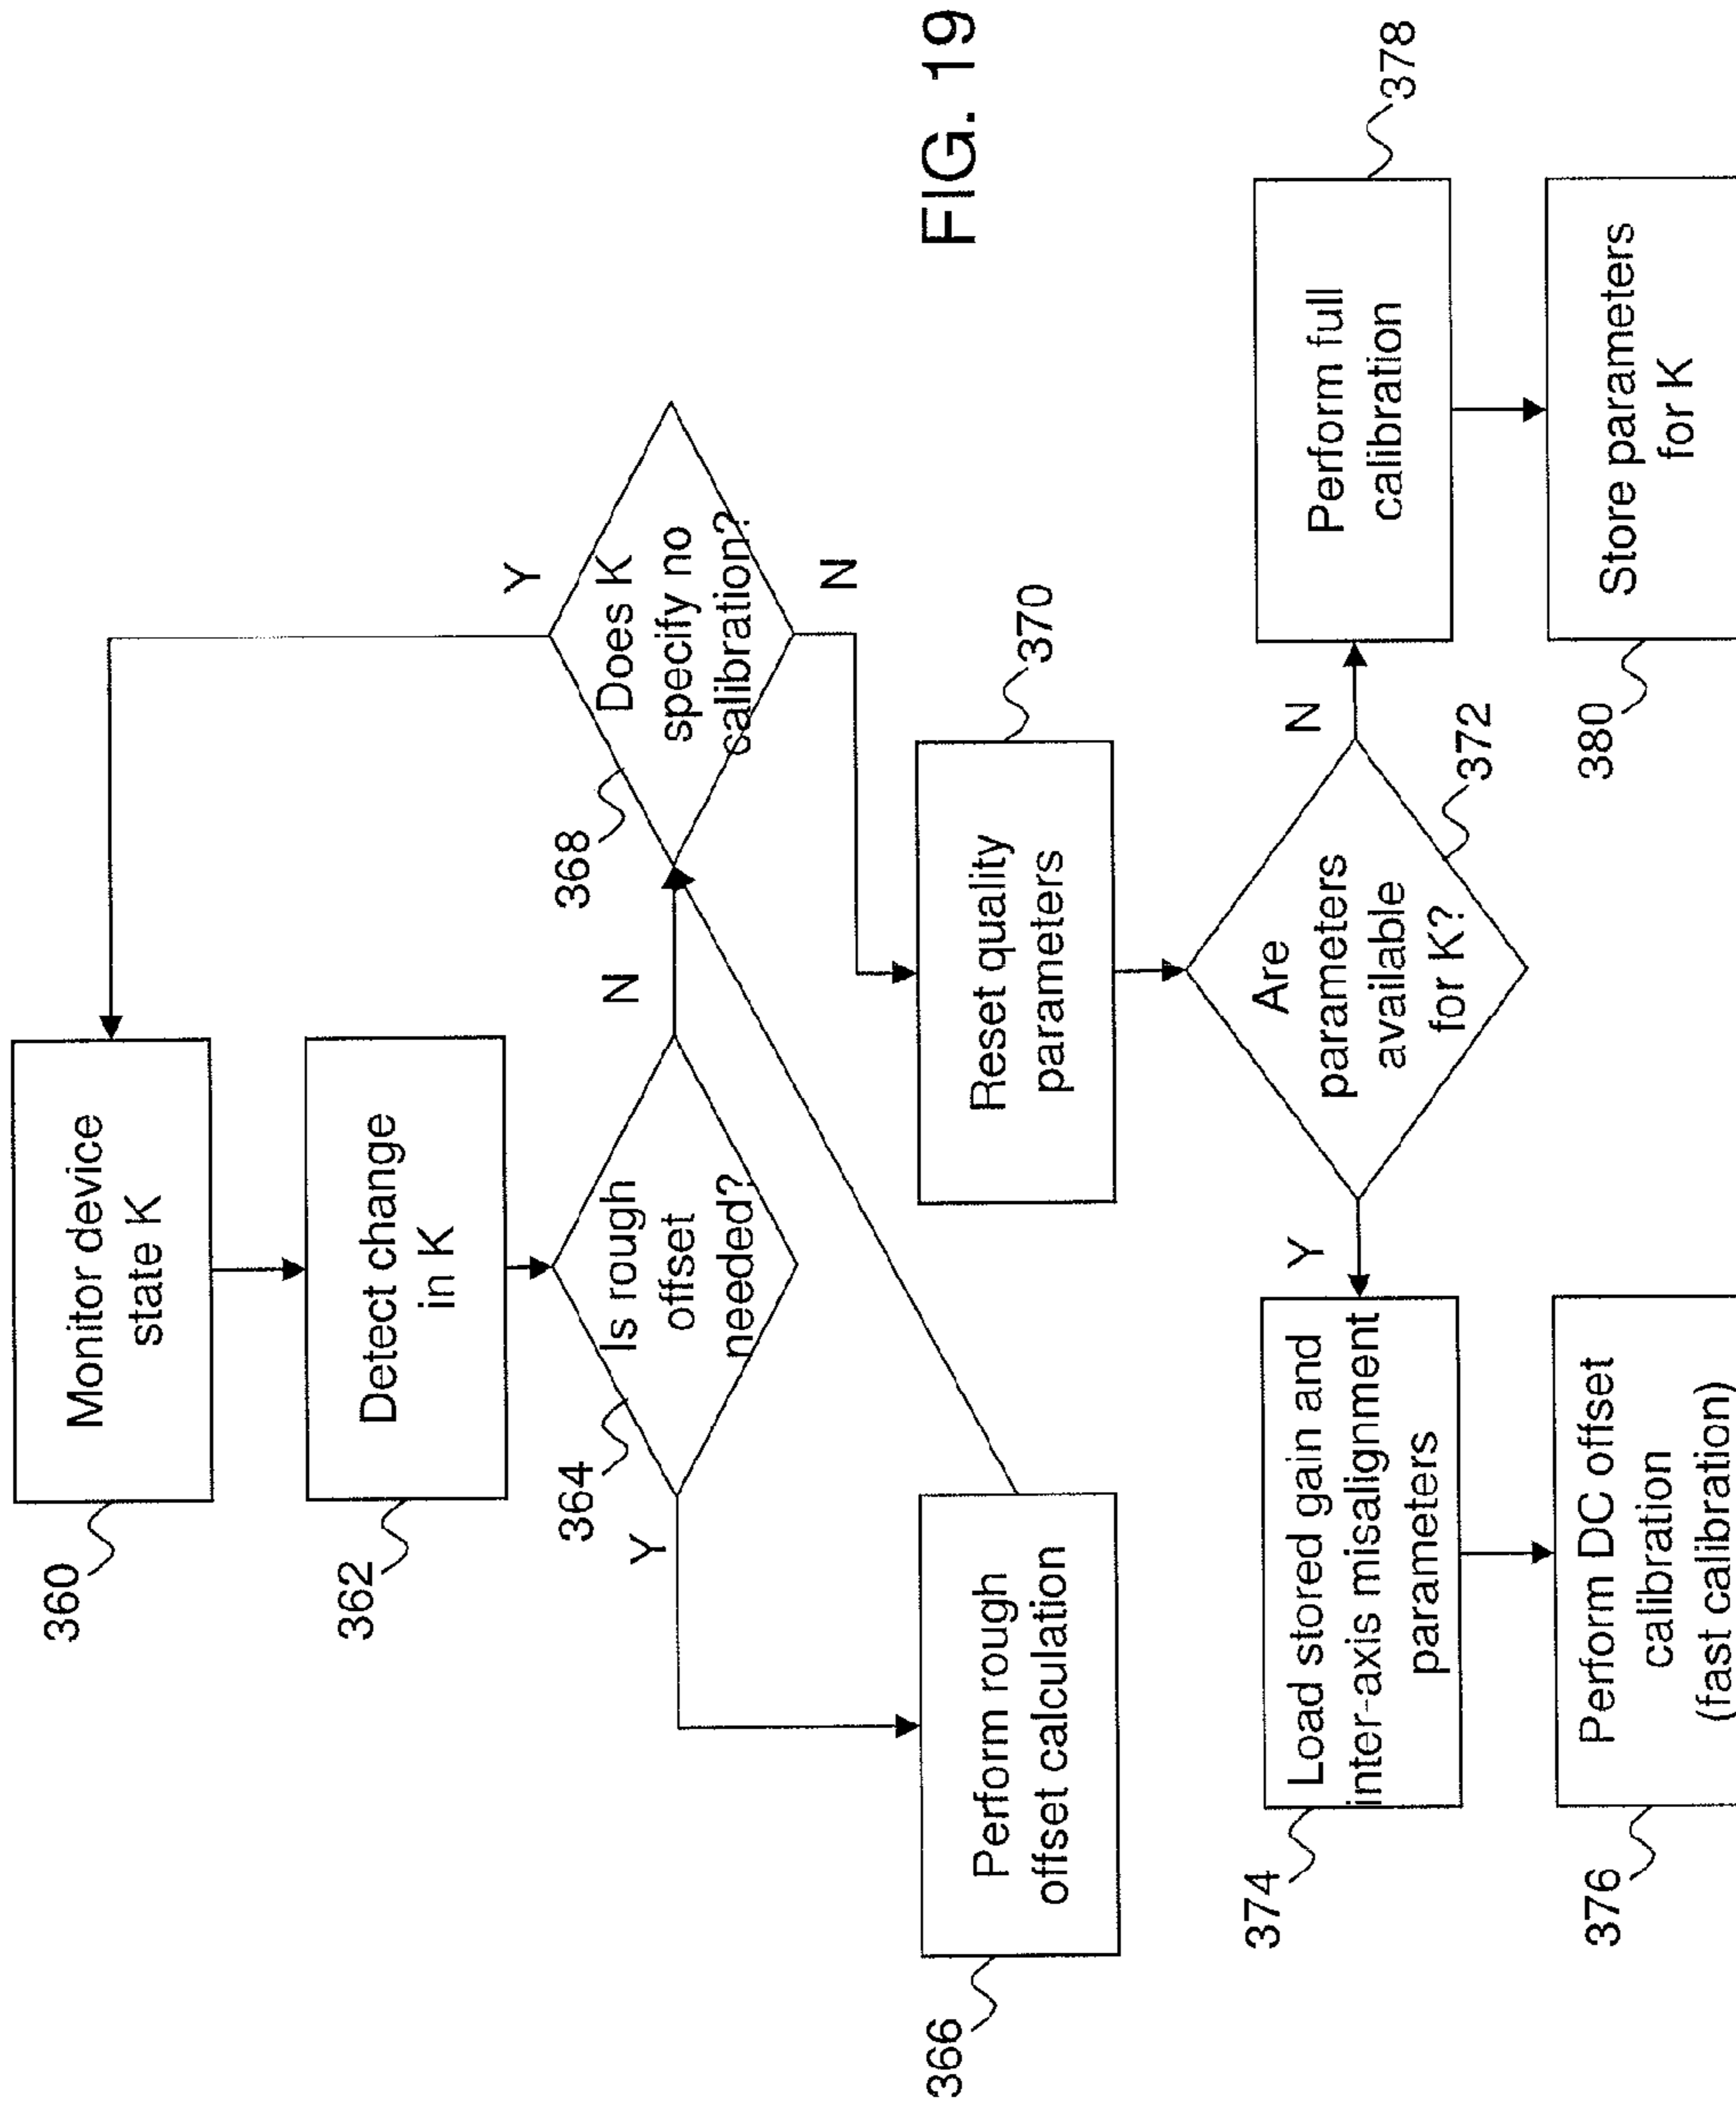 360
Monitor device
state K
362
Detect change
in K
364
Is rough
offset
needed?
Y
N
366
Perform rough
offset calculation
368
Does K
specify no
calibration?
Y
N
370
Reset quality
parameters
372
Are
parameters
available
for K?
Y
N
374
Load stored gain and
inter-axis misalignment
parameters
376
Perform DC offset
calibration
(fast calibration)
378
Perform full
calibration
380
Store parameters
for K
FIG. 19